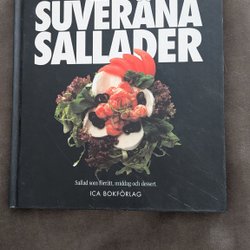 SUVERÄNA
SALLADER
Sallad som förrätt, middag och dessert.
ICA BOKFÖRLAG